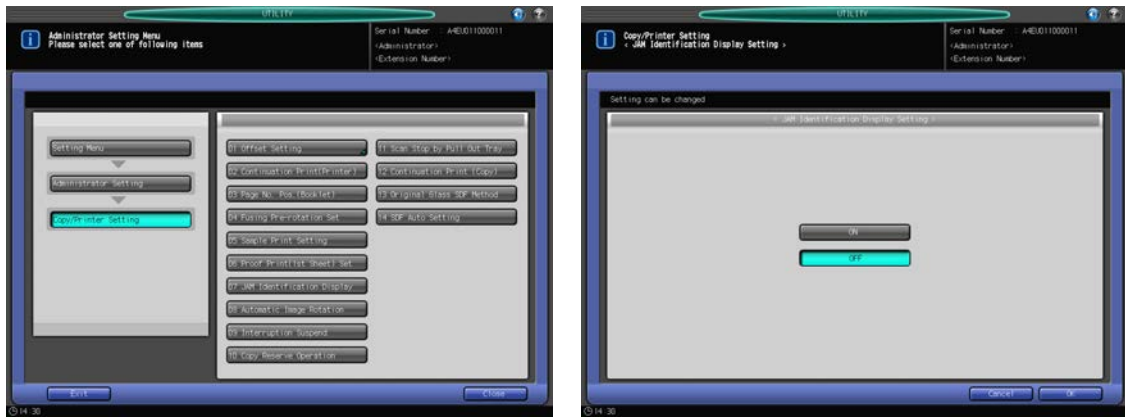 UTILITY
Administrator Setting Menu
Please select one of following items
Serial Number : A4EU011000011
<Administrator>
<Extension Number>
Setting Menu
Administrator Setting
Copy/Printer Setting
01 Offset Setting
02 Continuation Print(Printer)
03 Page No. Pos.(Booklet)
04 Fusing Pre-rotation Set
05 Sample Print Setting
06 Proof Print(1st Sheet) Set
07 JAM Identification Display
08 Automatic Image Rotation
09 Interruption Suspend
10 Copy Reserve Operation
11 Scan Stop by Pull Out Tray
12 Continuation Print (Copy)
13 Original Glass SDF Method
14 SDF Auto Setting
Exit
Close
14:30
UTILITY
Copy/Printer Setting
< JAM Identification Display Setting >
Serial Number : A4EU011000011
<Administrator>
<Extension Number>
Setting can be changed
< JAM Identification Display Setting >
ON
OFF
Cancel
OK
14:30